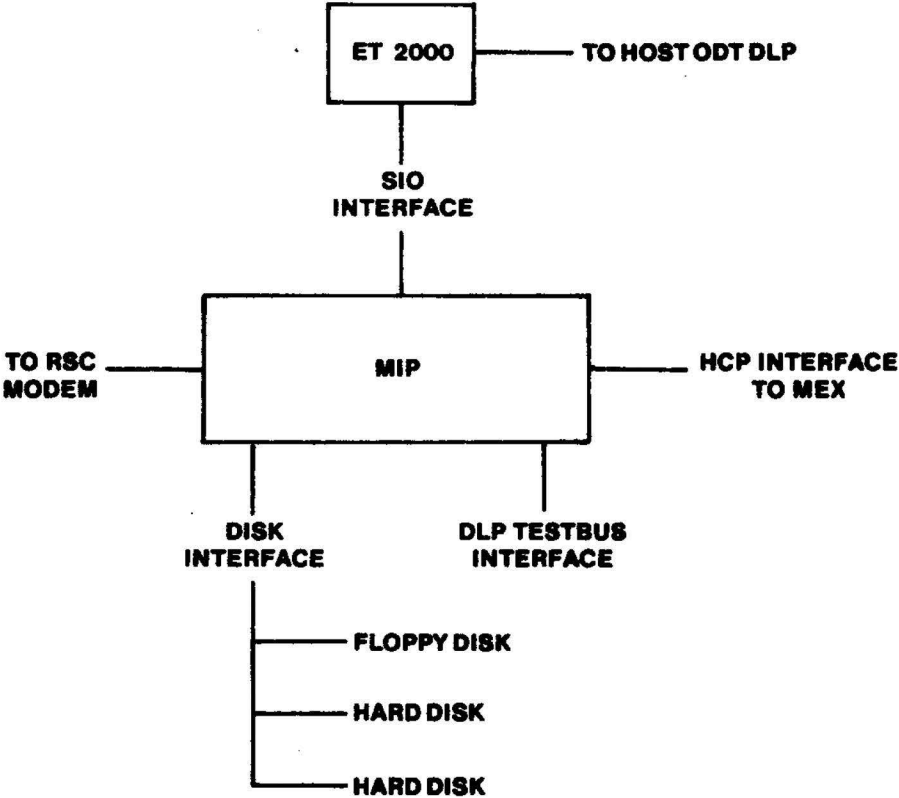 ET 2000
TO HOST ODT DLP
SIO
INTERFACE
TO RSC
MODEM
MIP
HCP INTERFACE
TO MEX
DISK
INTERFACE
DLP TESTBUS
INTERFACE
FLOPPY DISK
HARD DISK
HARD DISK